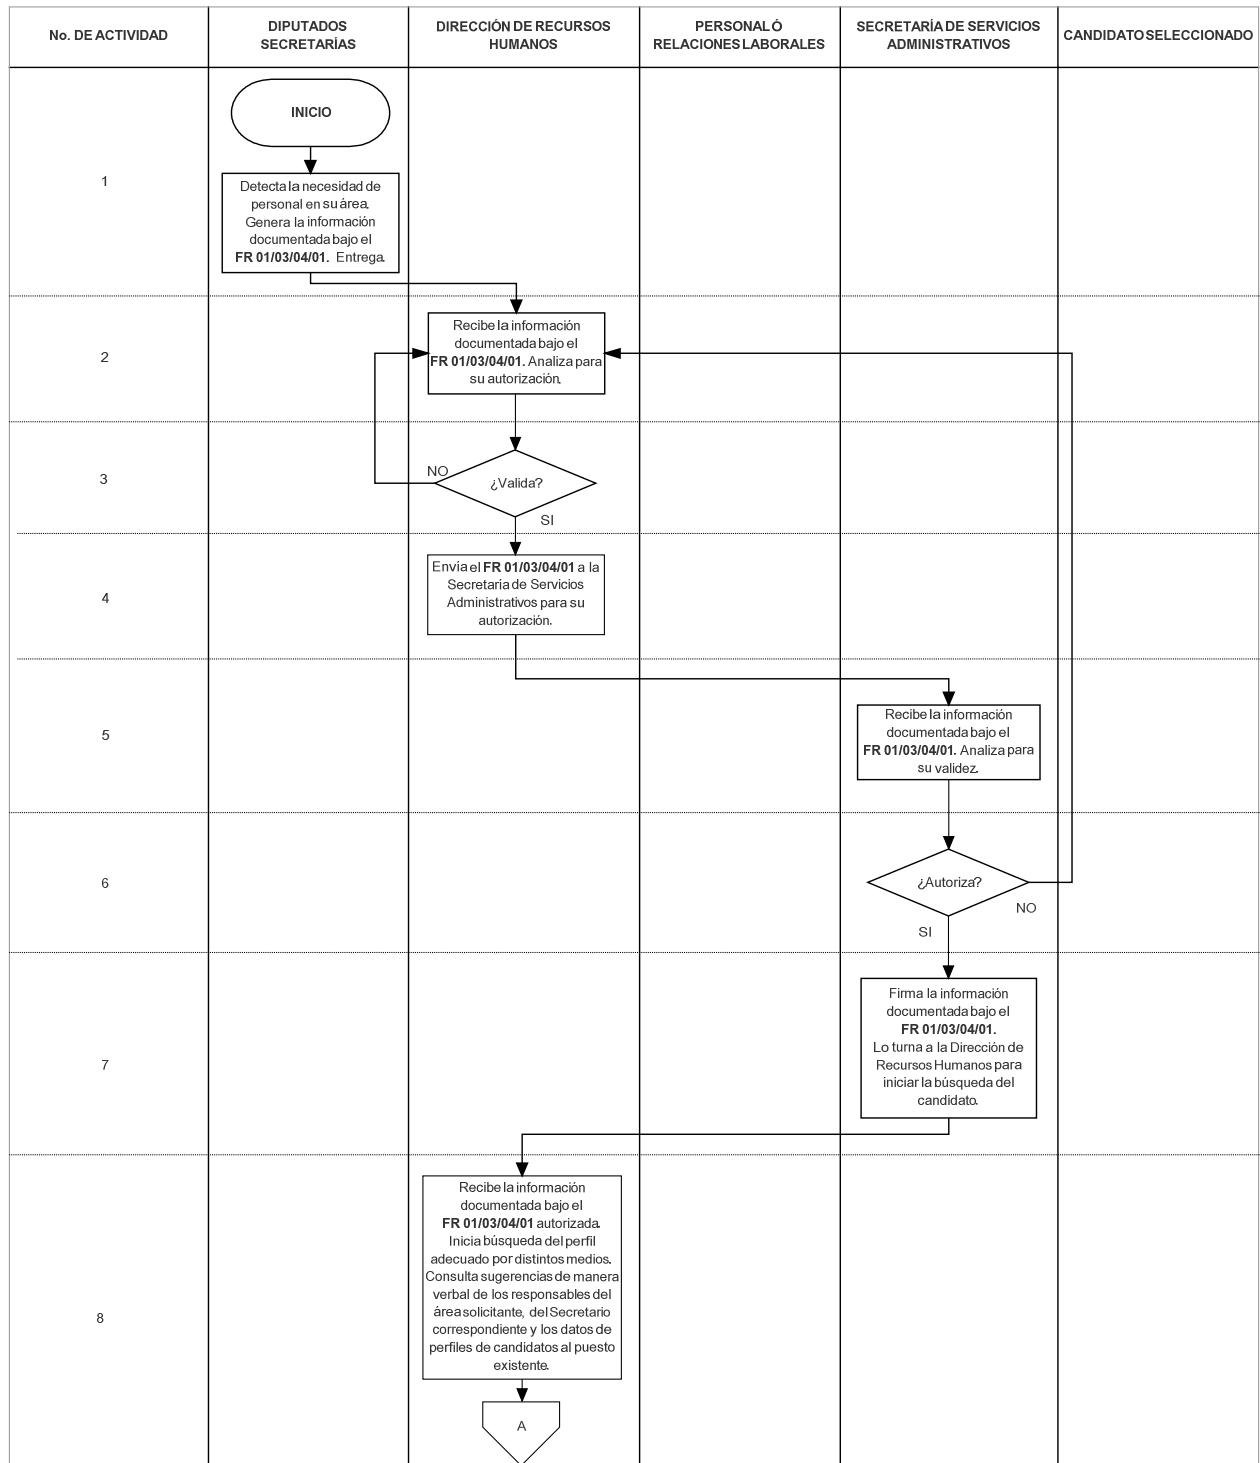 No. DE ACTIVIDAD
DIPUTADOS
SECRETARÍAS
DIRECCIÓN DE RECURSOS
HUMANOS
PERSONAL Ó
RELACIONES LABORALES
SECRETARÍA DE SERVICIOS
ADMINISTRATIVOS
CANDIDATO SELECCIONADO
INICIO
1
Detecta la necesidad de
personal en su área.
Genera la información
documentada bajo el
FR 01/03/04/01. Entrega.
2
Recibe la información
documentada bajo el
FR 01/03/04/01. Analiza para
su autorización.
3
NO
¿Valida?
SI
4
Envía el FR 01/03/04/01 a la
Secretaría de Servicios
Administrativos para su
autorización.
5
Recibe la información
documentada bajo el
FR 01/03/04/01. Analiza para
su validez.
6
¿Autoriza?
NO
SI
7
Firma la información
documentada bajo el
FR 01/03/04/01.
Lo turna a la Dirección de
Recursos Humanos para
iniciar la búsqueda del
candidato.
8
Recibe la información
documentada bajo el
FR 01/03/04/01 autorizada.
Inicia búsqueda del perfil
adecuado por distintos medios.
Consulta sugerencias de manera
verbal de los responsables del
área solicitante, del Secretario
correspondiente y los datos de
perfiles de candidatos al puesto
existente.
A